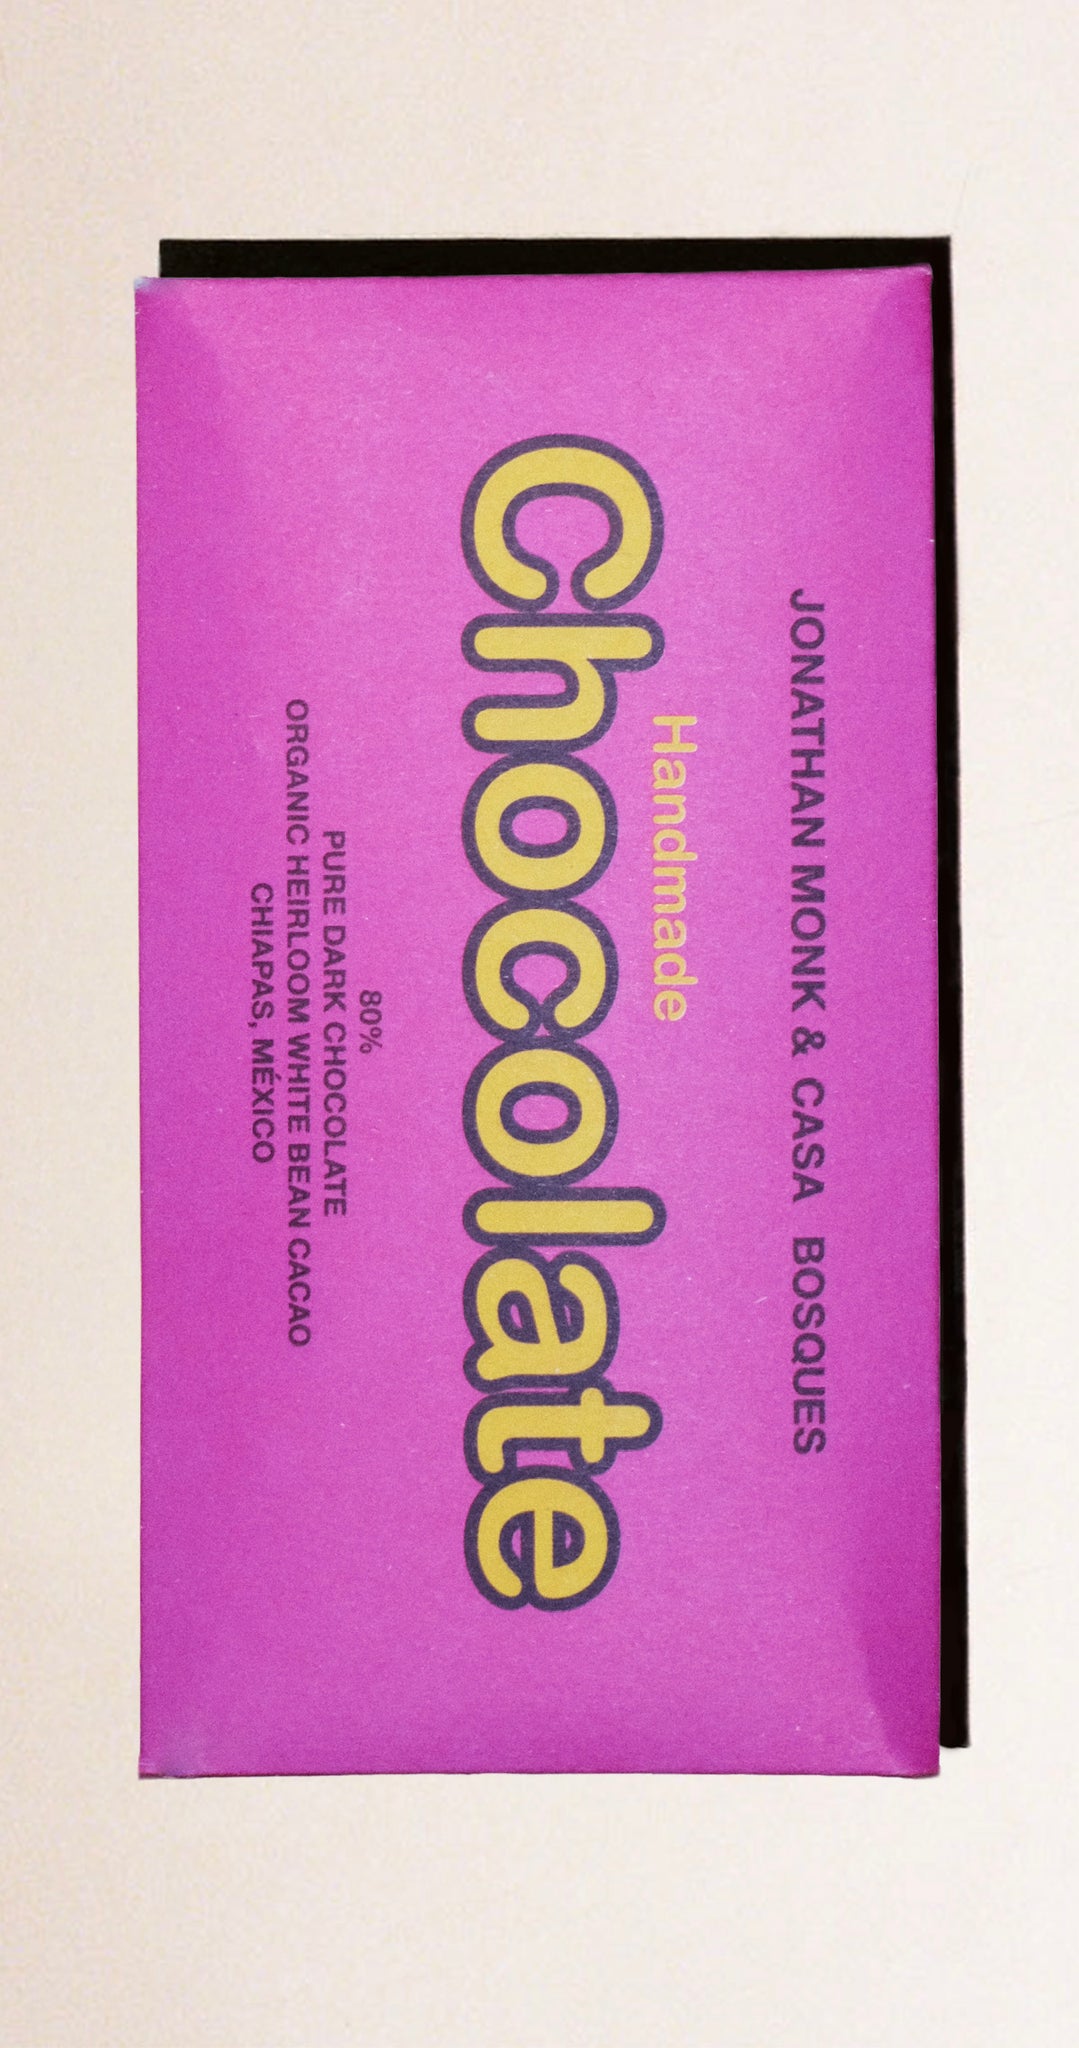 JONATHAN MONK & CASA BOSQUES
Handmade
Chocolate
80%
PURE DARK CHOCOLATE
ORGANIC HEIRLOOM WHITE BEAN CACAO
CHIAPAS, MÉXICO